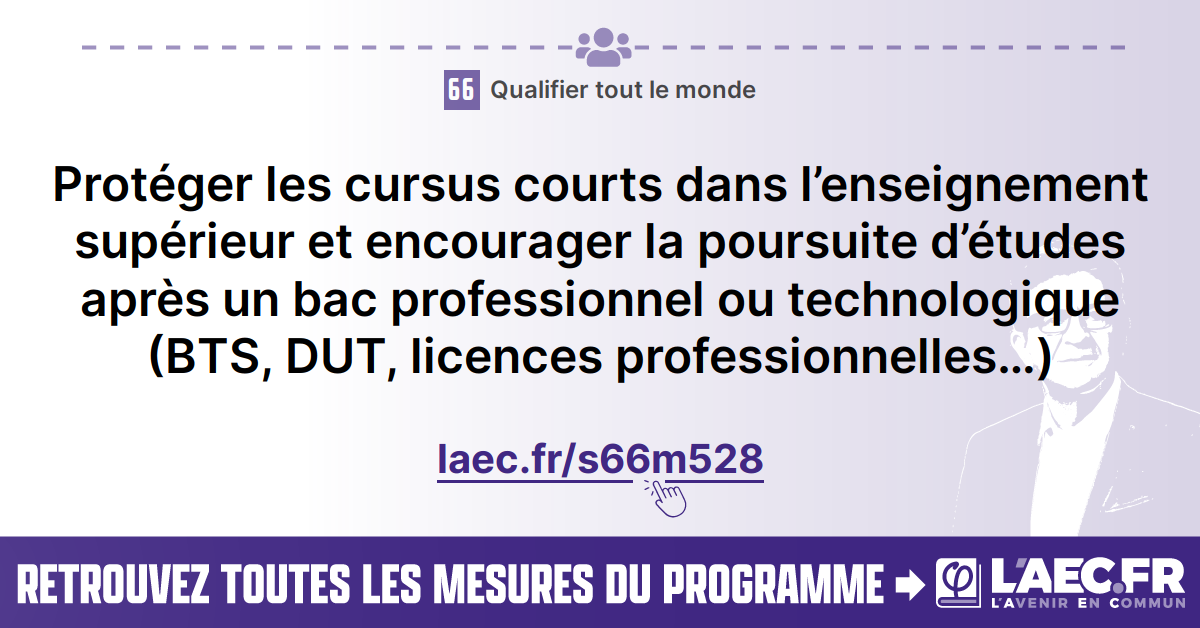 66 Qualifier tout le monde
Protéger les cursus courts dans l’enseignement
supérieur et encourager la poursuite d’études
après un bac professionnel ou technologique
(BTS, DUT, licences professionnelles…)
laec.fr/s66m528
RETROUVEZ TOUTES LES MESURES DU PROGRAMME
L'AEC.FR
L'AVENIR EN COMMUN